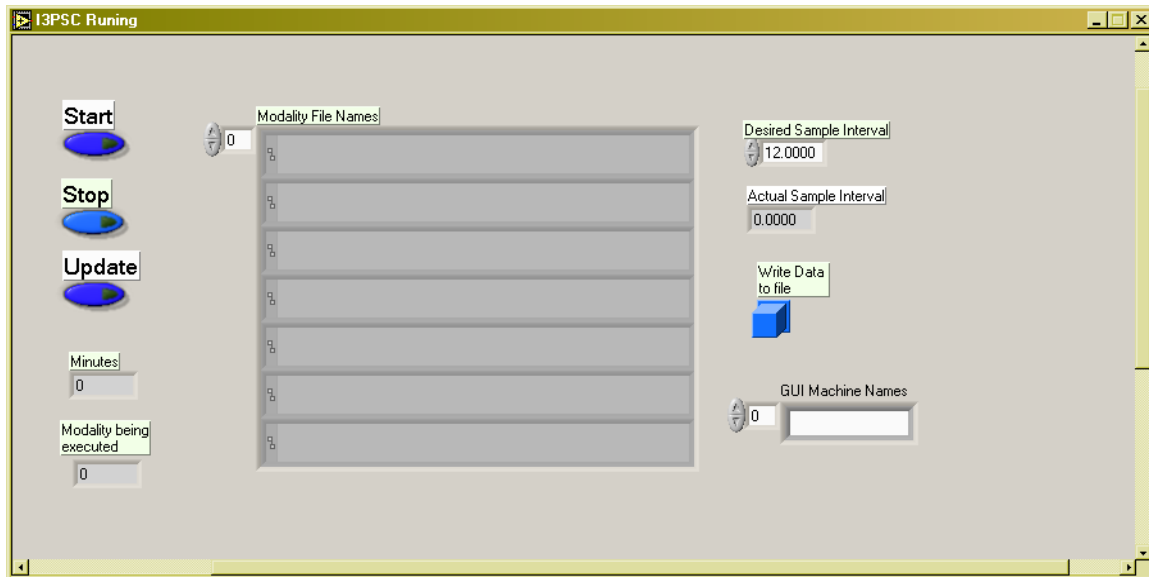 I3PSC Runing
Start
Stop
Update
Minutes
0
Modality being
executed
0
Modality File Names
0
Desired Sample Interval
12.0000
Actual Sample Interval
0.0000
Write Data
to file
GUI Machine Names
0